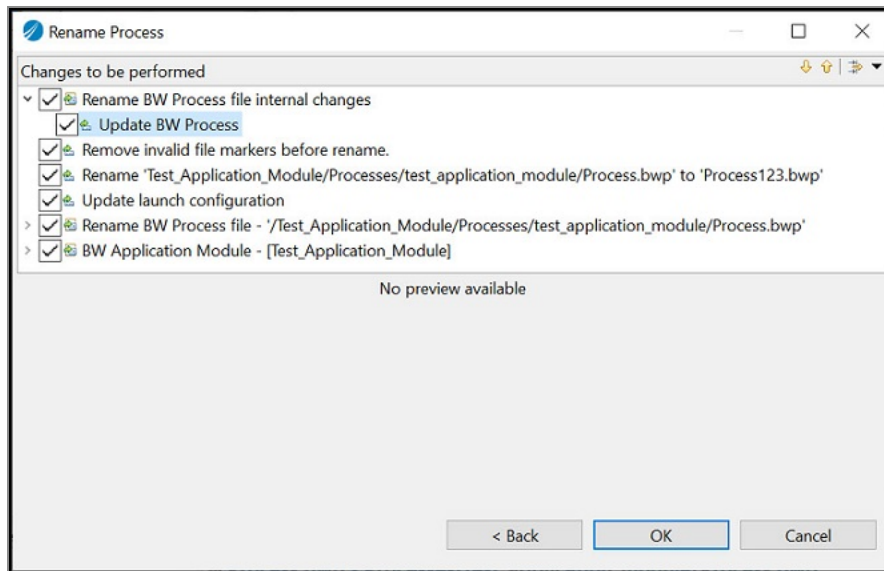 Rename Process
Changes to be performed
Rename BW Process file internal changes
Update BW Process
Remove invalid file markers before rename.
Rename 'Test_Application_Module/Processes/test_application_module/Process.bwp' to 'Process123.bwp'
Update launch configuration
Rename BW Process file - '/Test_Application_Module/Processes/test_application_module/Process.bwp'
BW Application Module - [Test_Application_Module]
No preview available
< Back OK Cancel